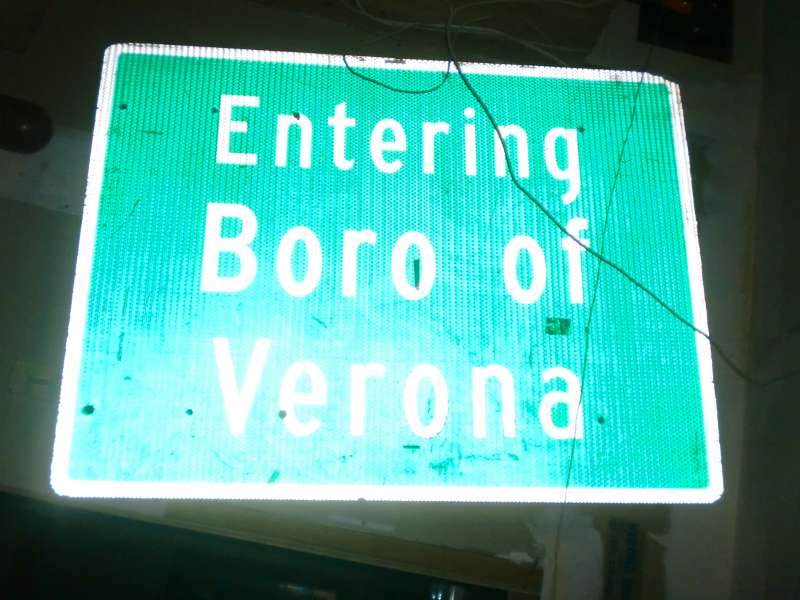 Entering
Boro of
Verona